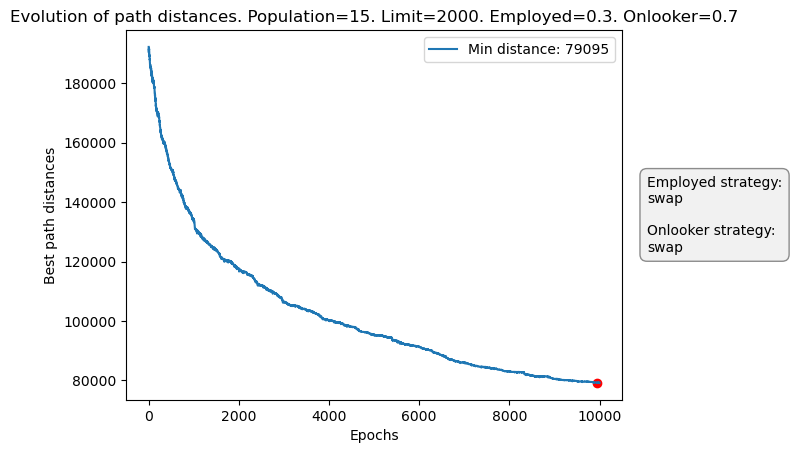 Evolution of path distances. Population=15. Limit=2000. Employed=0.3. Onlooker=0.7
Min distance: 79095
Best path distances
180000
160000
140000
120000
100000
80000
0
2000
4000
6000
8000
10000
Epochs
Employed strategy:
swap
Onlooker strategy:
swap